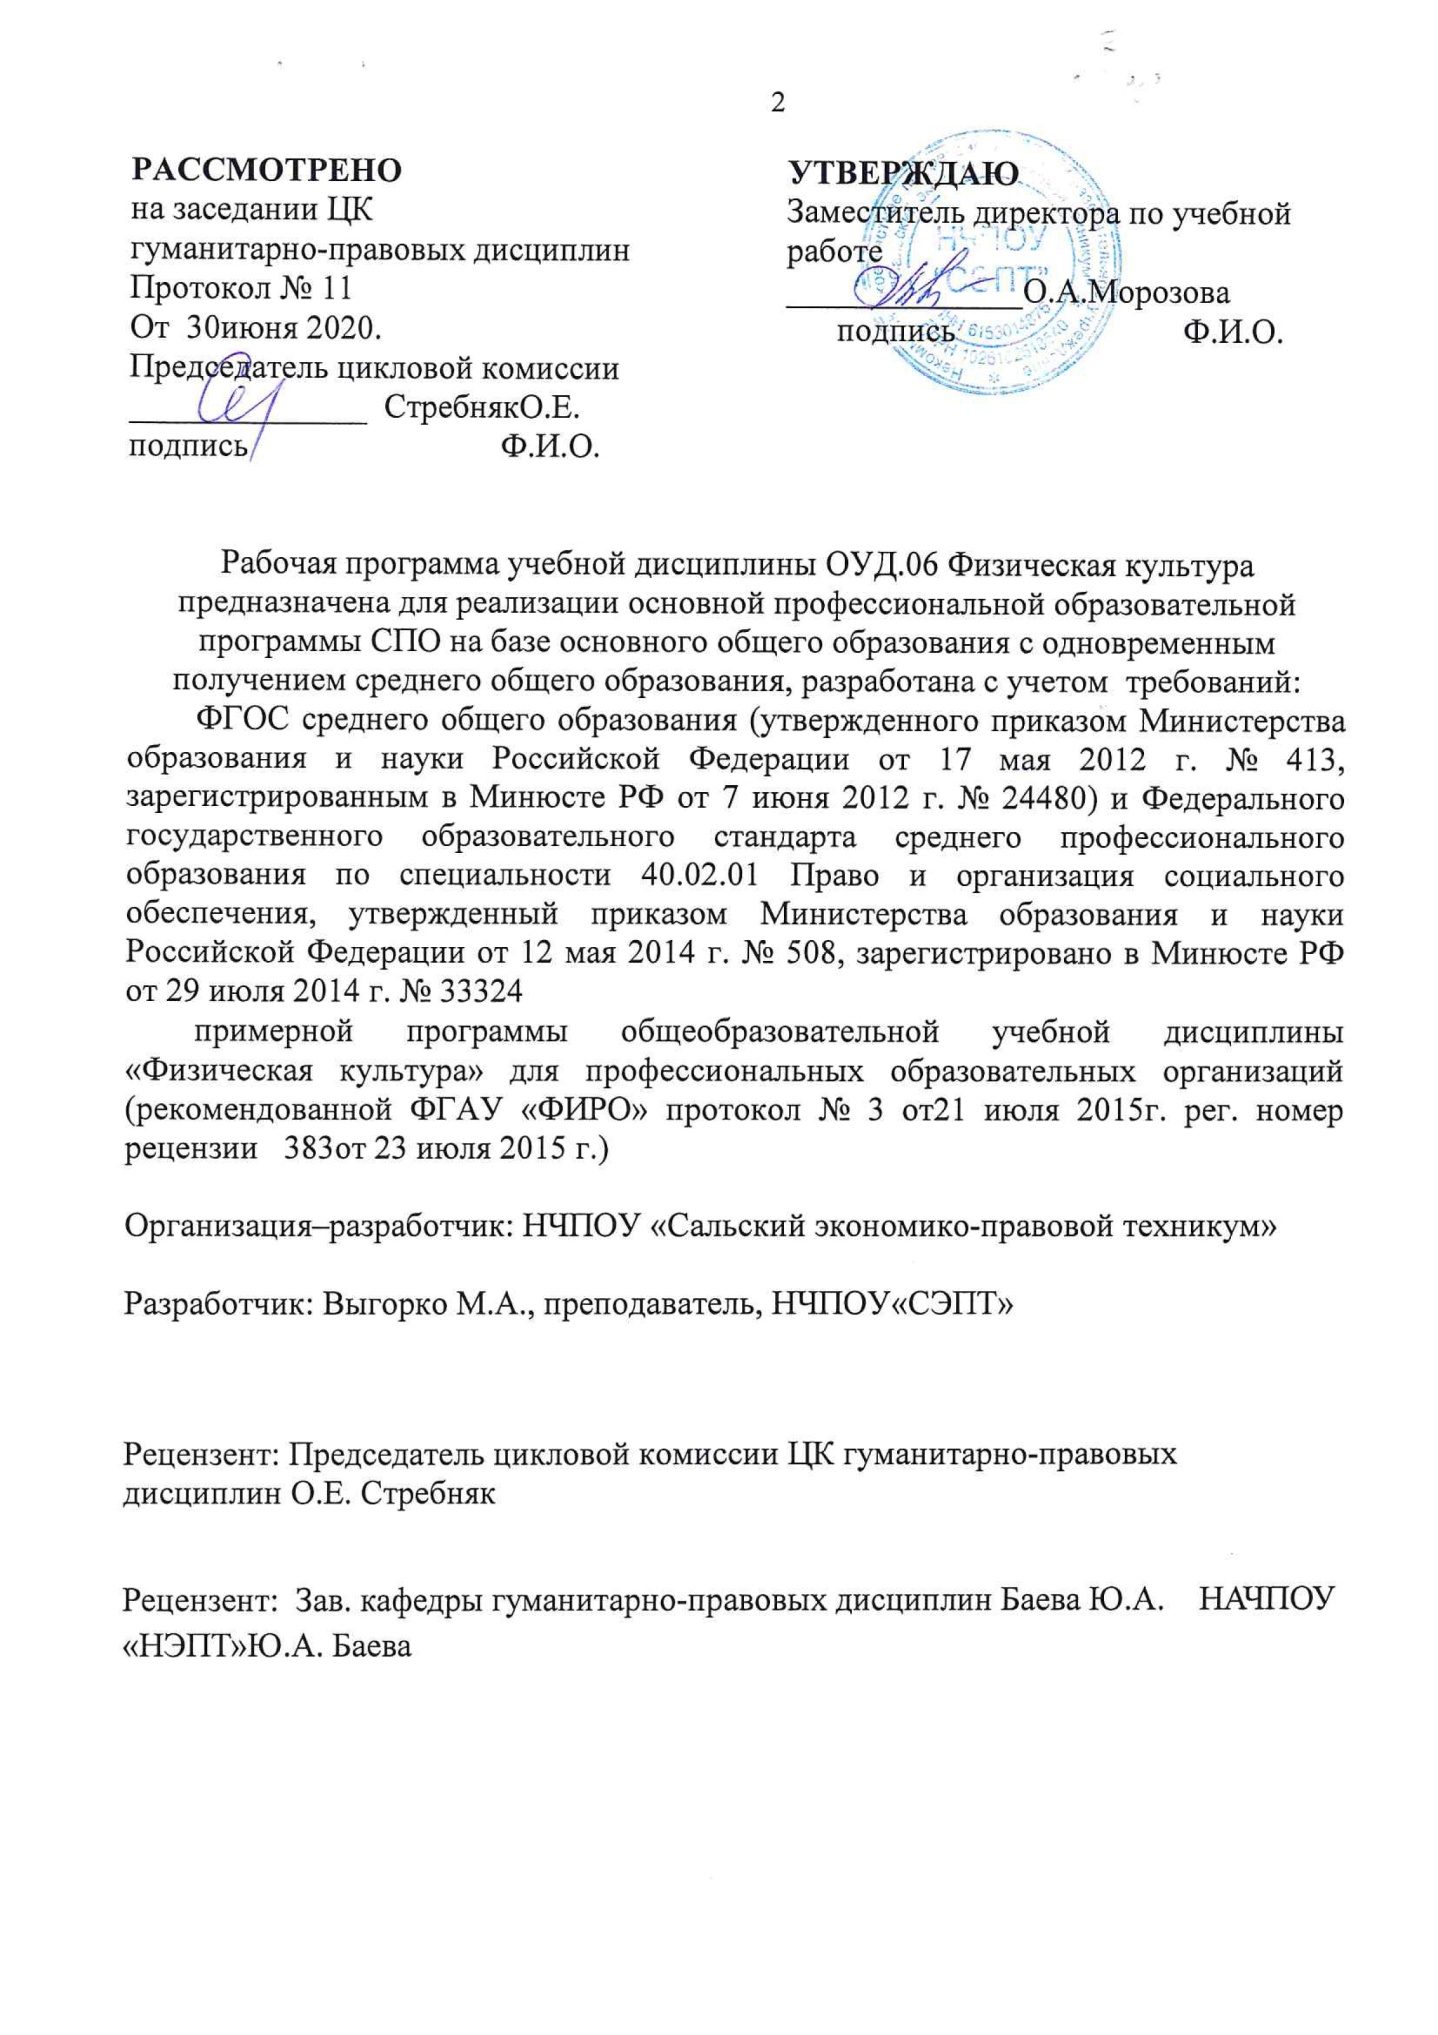 2
РАССМОТРЕНО
на заседании ЦК
гуманитарно-правовых дисциплин
Протокол № 11
От  30июня 2020.
Председатель цикловой комиссии
______________ СтребнякО.Е.
подпись Ф.И.О.
УТВЕРЖДАЮ
Заместитель директора по учебной
работе
______________О.А.Морозова
подпись Ф.И.О.
НЧПОУ
"СЭПТ"
Рабочая программа учебной дисциплины ОУД.06 Физическая культура
предназначена для реализации основной профессиональной образовательной
программы СПО на базе основного общего образования с одновременным
получением среднего общего образования, разработана с учетом  требований:
ФГОС среднего общего образования (утвержденного приказом Министерства
образования и науки Российской Федерации от 17 мая 2012 г. № 413,
зарегистрированным в Минюсте РФ от 7 июня 2012 г. № 24480) и Федерального
государственного образовательного стандарта среднего профессионального
образования по специальности 40.02.01 Право и организация социального
обеспечения, утвержденный приказом Министерства образования и науки
Российской Федерации от 12 мая 2014 г. № 508, зарегистрировано в Минюсте РФ
от 29 июля 2014 г. № 33324
примерной программы общеобразовательной учебной дисциплины
«Физическая культура» для профессиональных образовательных организаций
(рекомендованной ФГАУ «ФИРО» протокол № 3 от21 июля 2015г. рег. номер
рецензии   383от 23 июля 2015 г.)
Организация–разработчик: НЧПОУ «Сальский экономико-правовой техникум»
Разработчик: Выгорко М.А., преподаватель, НЧПОУ«СЭПТ»
Рецензент: Председатель цикловой комиссии ЦК гуманитарно-правовых
дисциплин О.Е. Стребняк
Рецензент:  Зав. кафедры гуманитарно-правовых дисциплин Баева Ю.А.    НАЧПОУ
«НЭПТ»Ю.А. Баева